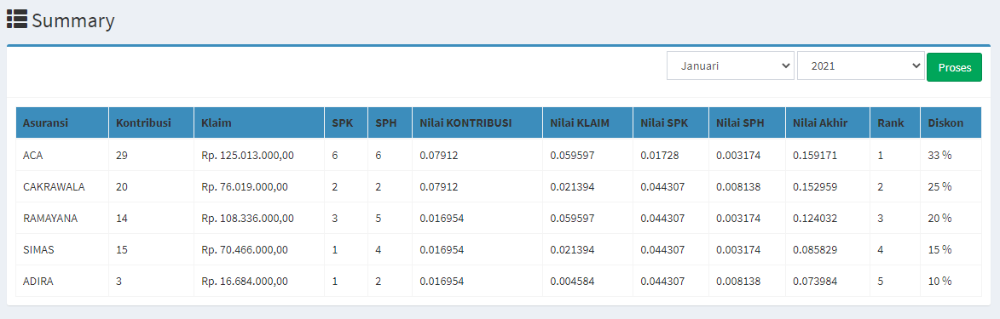 Summary
Januari 2021 Proses
Asuransi Kontribusi Klaim SPK SPH Nilai KONTRIBUSI Nilai KLAIM Nilai SPK Nilai SPH Nilai Akhir Rank Diskon
ACA 29 Rp. 125.013.000,00 6 6 0.07912 0.059597 0.01728 0.003174 0.159171 1 33 %
CAKRAWALA 20 Rp. 76.019.000,00 2 2 0.07912 0.021394 0.044307 0.008138 0.152959 2 25 %
RAMAYANA 14 Rp. 108.336.000,00 3 5 0.016954 0.059597 0.044307 0.003174 0.124032 3 20 %
SIMAS 15 Rp. 70.466.000,00 1 4 0.016954 0.021394 0.044307 0.003174 0.085829 4 15 %
ADIRA 3 Rp. 16.684.000,00 1 2 0.016954 0.004584 0.044307 0.008138 0.073984 5 10 %